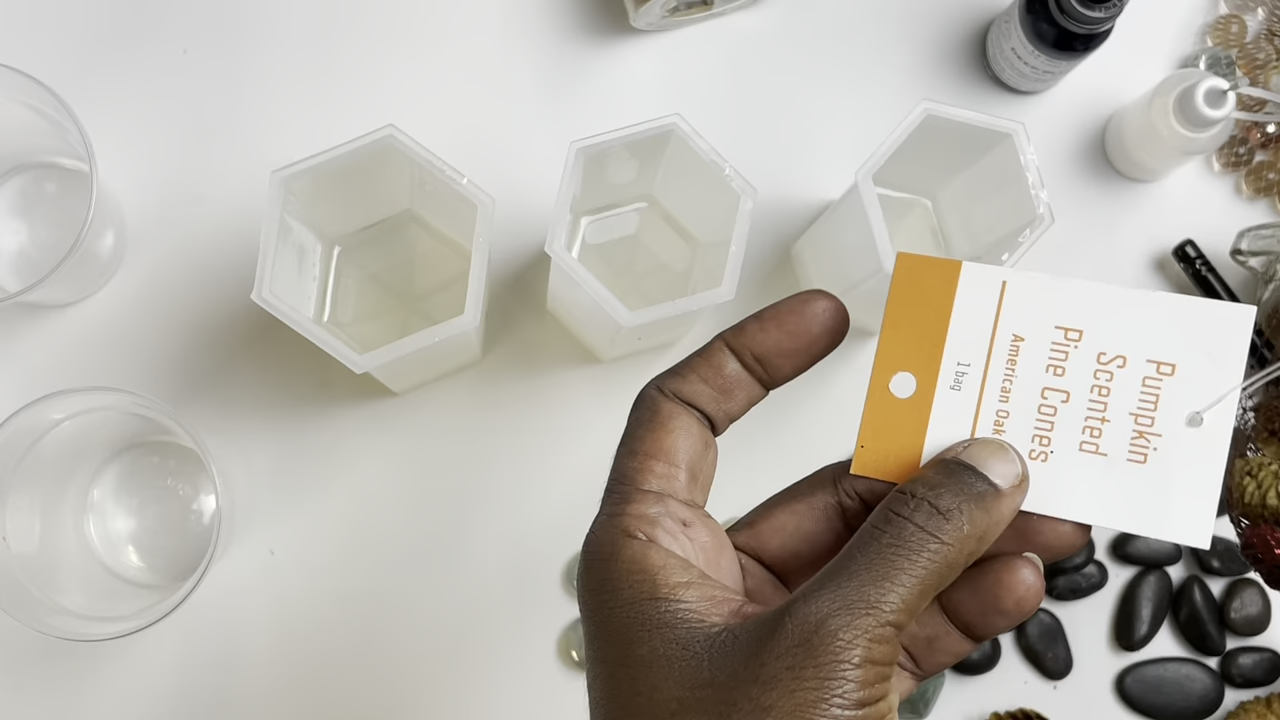 Pumpkin
Scented
Pine Cones
American Oak
1 bag